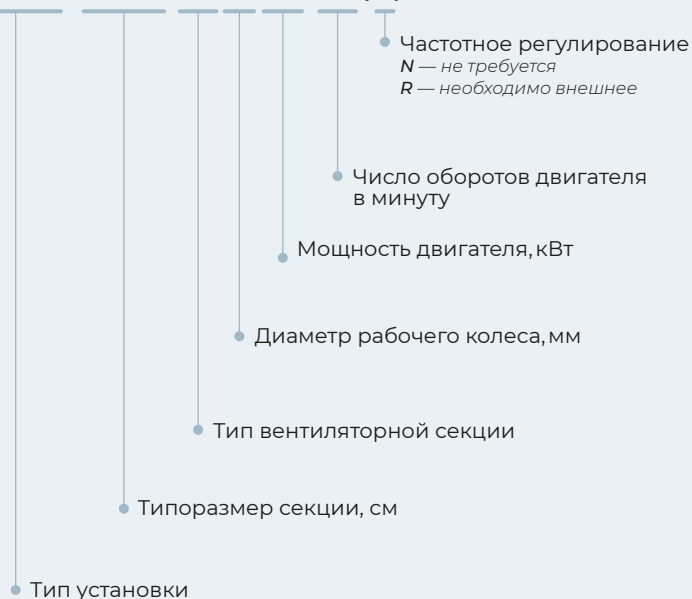 Частотное регулирование
N — не требуется
R — необходимо внешнее
Число оборотов двигателя
в минуту
Мощность двигателя, кВт
Диаметр рабочего колеса, мм
Тип вентиляторной секции
Типоразмер секции, см
Тип установки